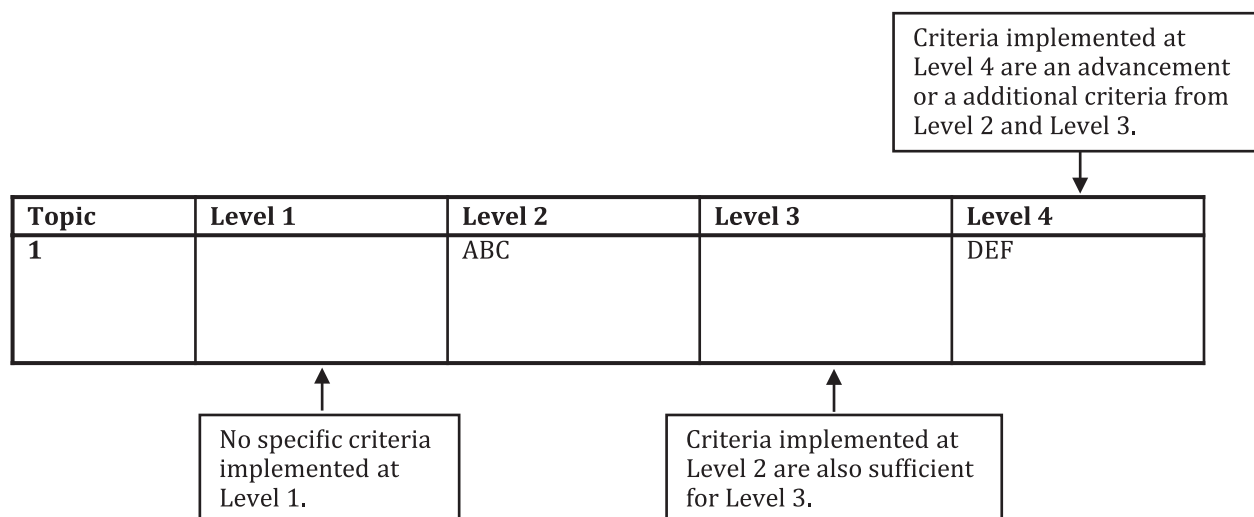 Criteria implemented at
Level 4 are an advancement
or a additional criteria from
Level 2 and Level 3.
Topic Level 1 Level 2 Level 3 Level 4
1 ABC DEF
No specific criteria
implemented at
Level 1.
Criteria implemented at
Level 2 are also sufficient
for Level 3.